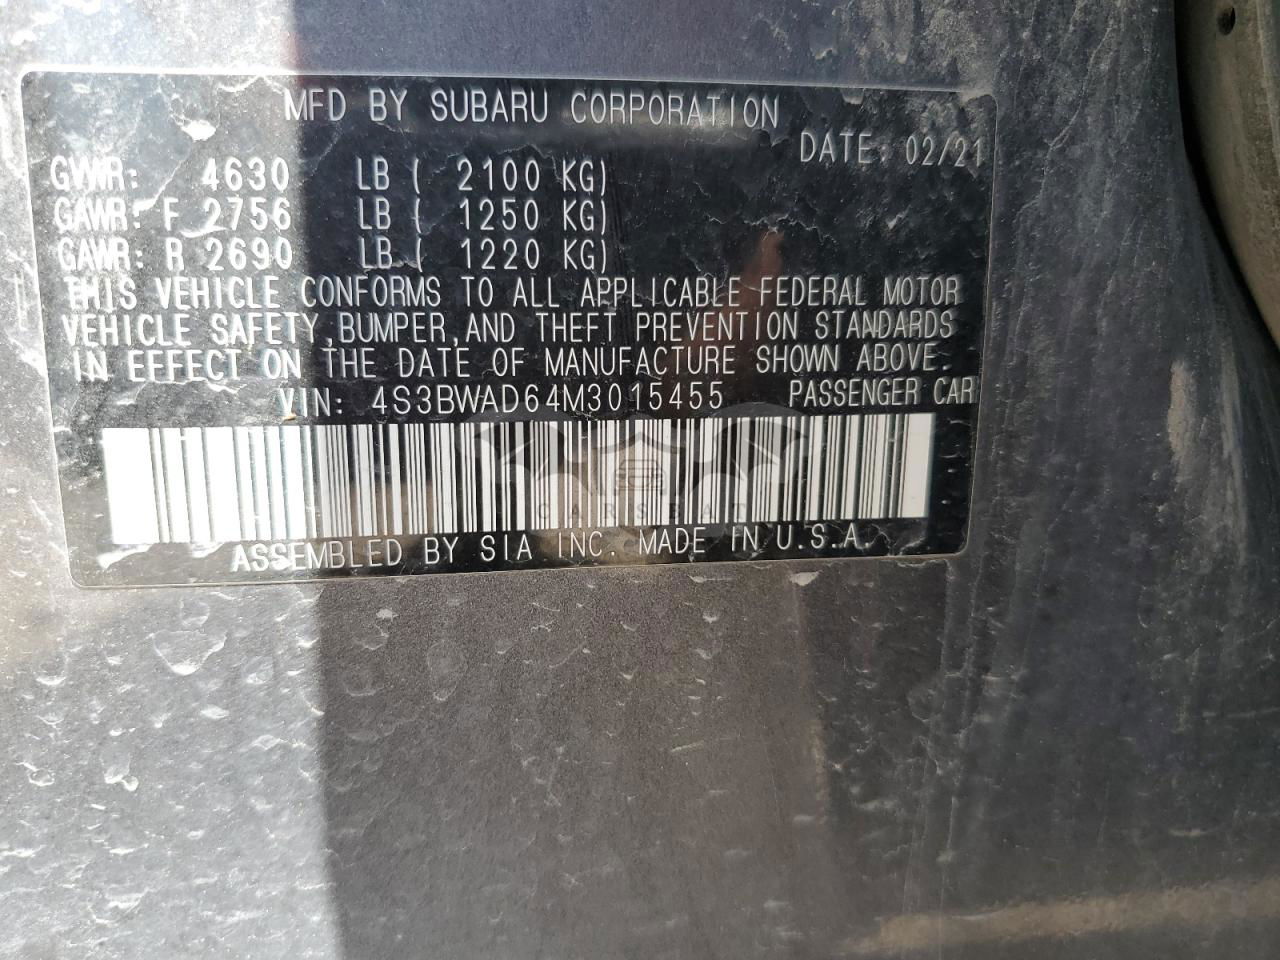 MFD BY SUBARU CORPORATION
DATE: 02/21
GVWR: 4630 LB ( 2100 KG)
GAWR: F 2756 LB ( 1250 KG)
GAWR: R 2690 LB ( 1220 KG)
THIS VEHICLE CONFORMS TO ALL APPLICABLE FEDERAL MOTOR
VEHICLE SAFETY, BUMPER, AND THEFT PREVENTION STANDARDS
IN EFFECT ON THE DATE OF MANUFACTURE SHOWN ABOVE.
VIN: 4S3BWAD64M3015455 PASSENGER CAR
CARSBAT
ASSEMBLED BY SIA INC. MADE IN U.S.A.